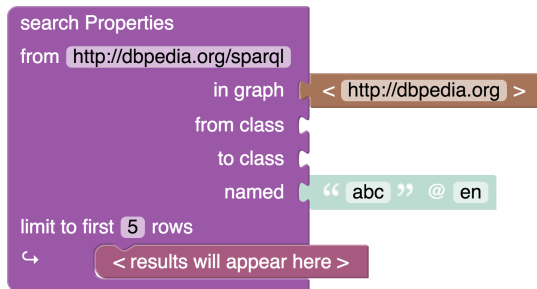 search Properties
from http://dbpedia.org/sparql
in graph < http://dbpedia.org >
from class
to class
named “ abc ” @ en
limit to first 5 rows
↪ < results will appear here >